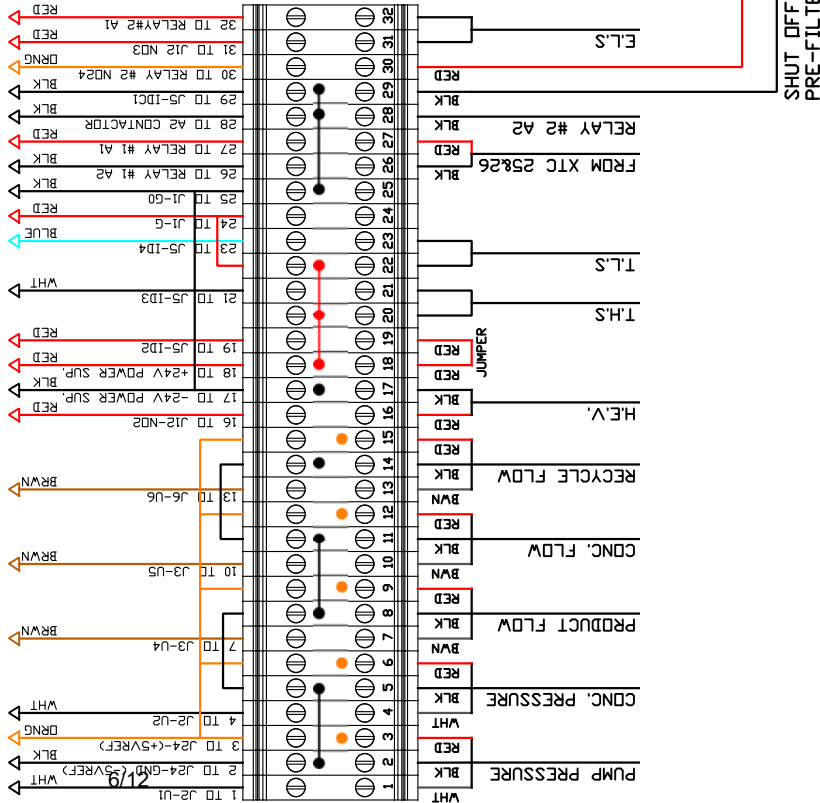 RED
32 TO RELAY#2 A1
32
RED
31 TO J12 NO3
31
E.L.S
ORNG
30 TO RELAY #2 NO24
30
RED
BLK
29 TO J5-IDC1
29
BLK
BLK
28 TO A2 CONTACTOR
28
BLK
RELAY #2 A2
RED
27 TO RELAY #1 A1
27
RED
BLK
26 TO RELAY #1 A2
26
BLK
FROM XTC 25&26
BLK
25 TO J1-G0
25
RED
24 TO J1-G
24
BLUE
23 TO J5-ID4
23
22
T.L.S
WHT
21 TO J5-ID3
21
20
T.H.S
RED
19 TO J5-ID2
19
RED
JUMPER
RED
18 TO +24V POWER SUP.
18
RED
BLK
17 TO -24V POWER SUP.
17
BLK
RED
16 TO J12-NO2
16
RED
H.E.V.
15
RED
14
BLK
RECYCLE FLOW
BRWN
13 TO J6-U6
13
BWN
12
RED
11
BLK
CONC. FLOW
BRWN
10 TO J3-U5
10
BWN
9
RED
8
BLK
PRODUCT FLOW
BRWN
7 TO J3-U4
7
BWN
6
RED
5
BLK
CONC. PRESSURE
WHT
4 TO J2-U2
4
WHT
ORNG
3 TO J24-(+5VREF)
3
RED
BLK
2 TO J24-GND (-5VREF)
2
BLK
PUMP PRESSURE
WHT
1 TO J2-U1
1
WHT
6/12
SHUT OFF
PRE-FILTE